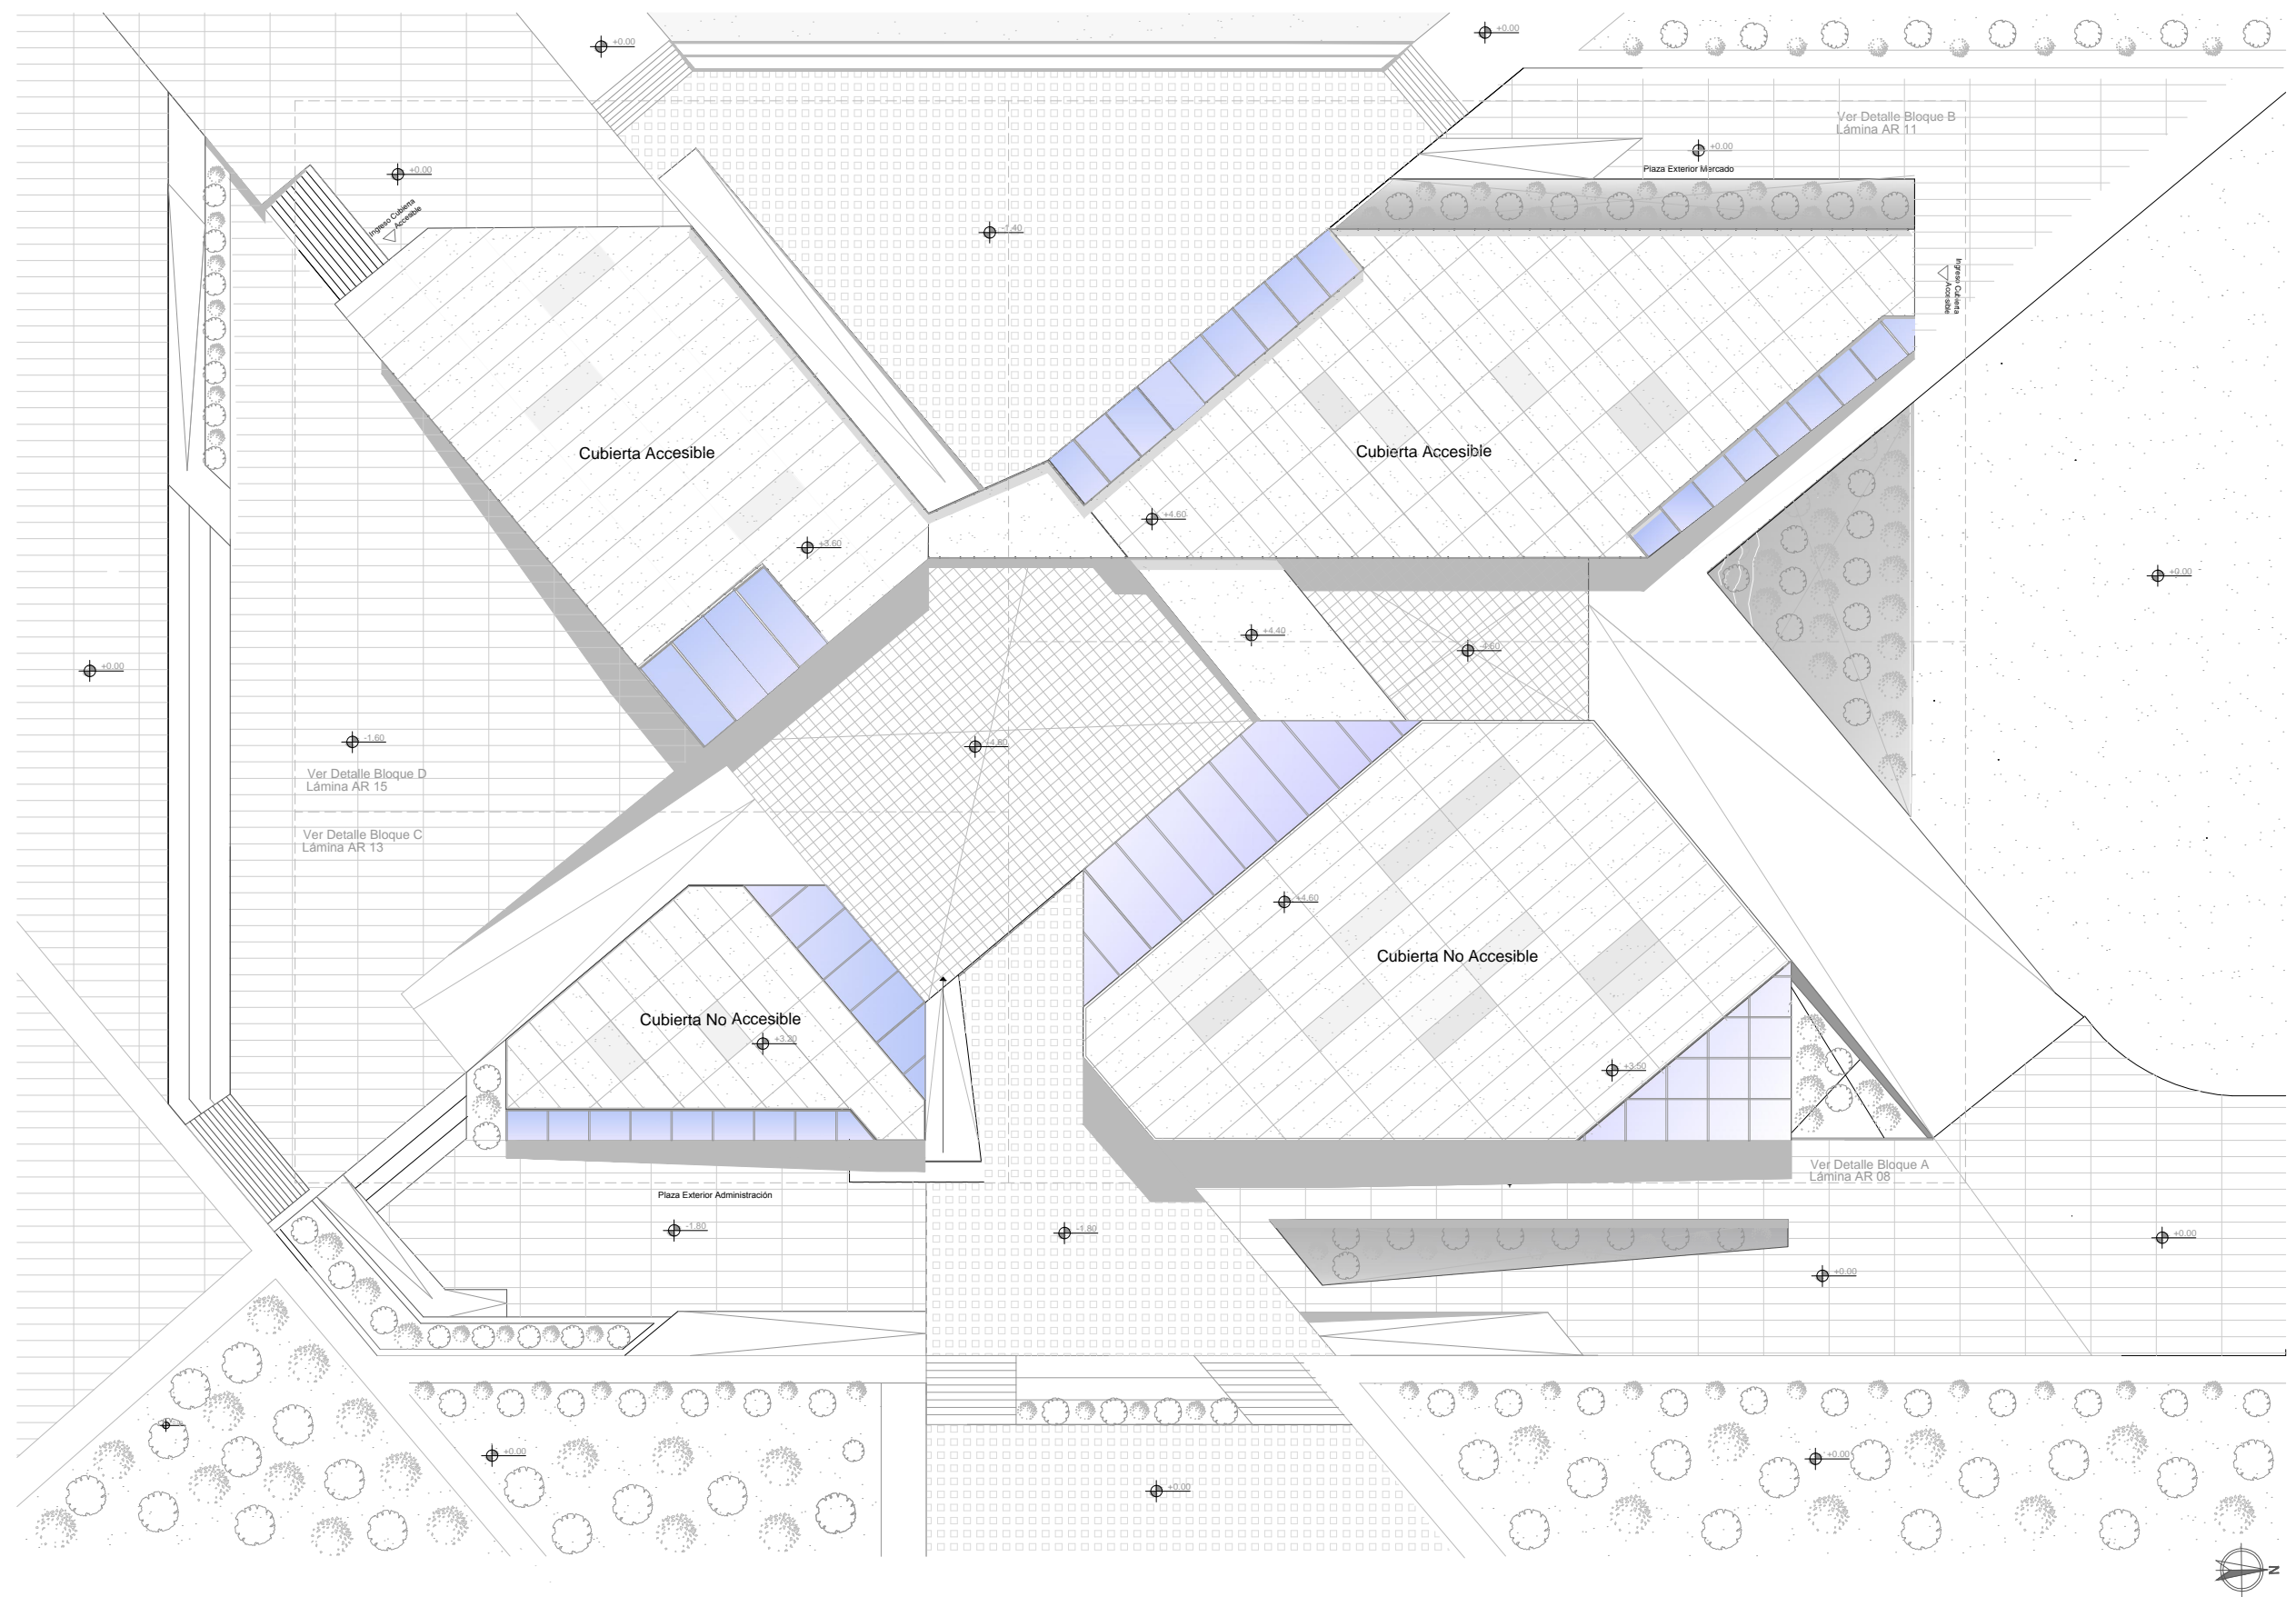 +0.00
+0.00
Ver Detalle Bloque B
Lámina AR 11
+0.00
Plaza Exterior Mercado
+0.00
Ingreso Cubierta
Accesible
-1.40
Ingreso Cubierta
Accesible
Cubierta Accesible
Cubierta Accesible
+4.60
+3.60
+0.00
+4.40
+0.00
-1.60
+4.80
Ver Detalle Bloque D
Lámina AR 15
Ver Detalle Bloque C
Lámina AR 13
+4.60
Cubierta No Accesible
Cubierta No Accesible
+3.20
+3.50
Ver Detalle Bloque A
Lámina AR 08
Plaza Exterior Administración
-1.80
-1.80
+0.00
+0.00
+0.00
+0.00
+0.00
N